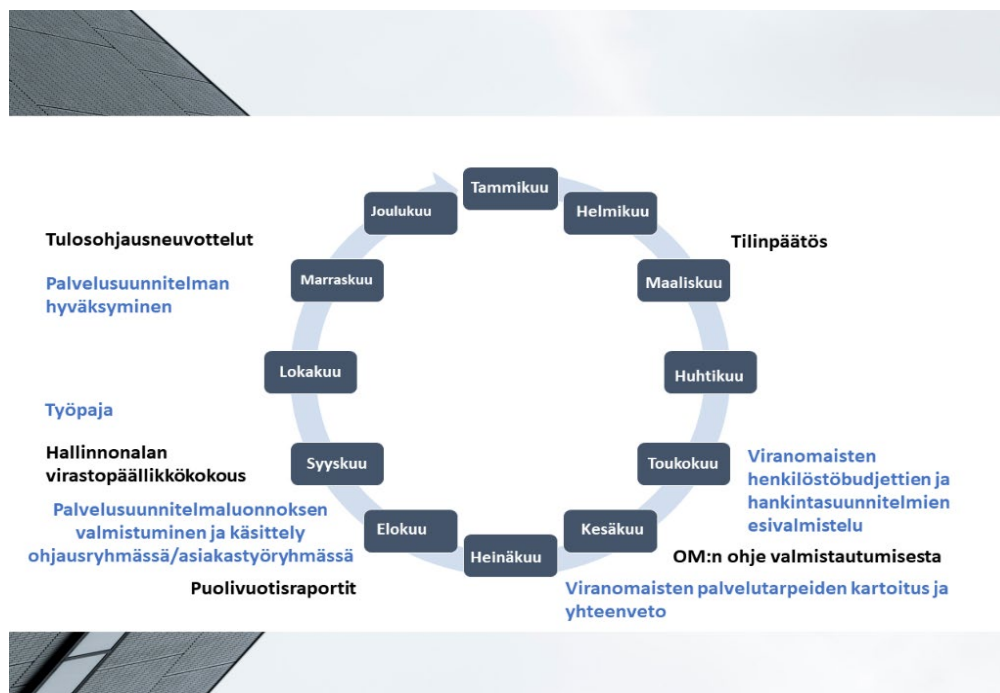 Tammikuu
Helmikuu
Maaliskuu
Huhtikuu
Toukokuu
Kesäkuu
Heinäkuu
Elokuu
Syyskuu
Lokakuu
Marraskuu
Joulukuu
Tilinpäätös
Viranomaisten
henkilöstöbudjettien ja
hankintasuunnitelmien
esivalmistelu
OM:n ohje valmistautumisesta
Viranomaisten palvelutarpeiden kartoitus ja
yhteenveto
Puolivuotisraportit
Palvelusuunnitelmaluonnoksen
valmistuminen ja käsittely
ohjausryhmässä/asiakastyöryhmässä
Hallinnonalan
virastopäällikkökokous
Työpaja
Palvelusuunnitelman
hyväksyminen
Tulosohjausneuvottelut